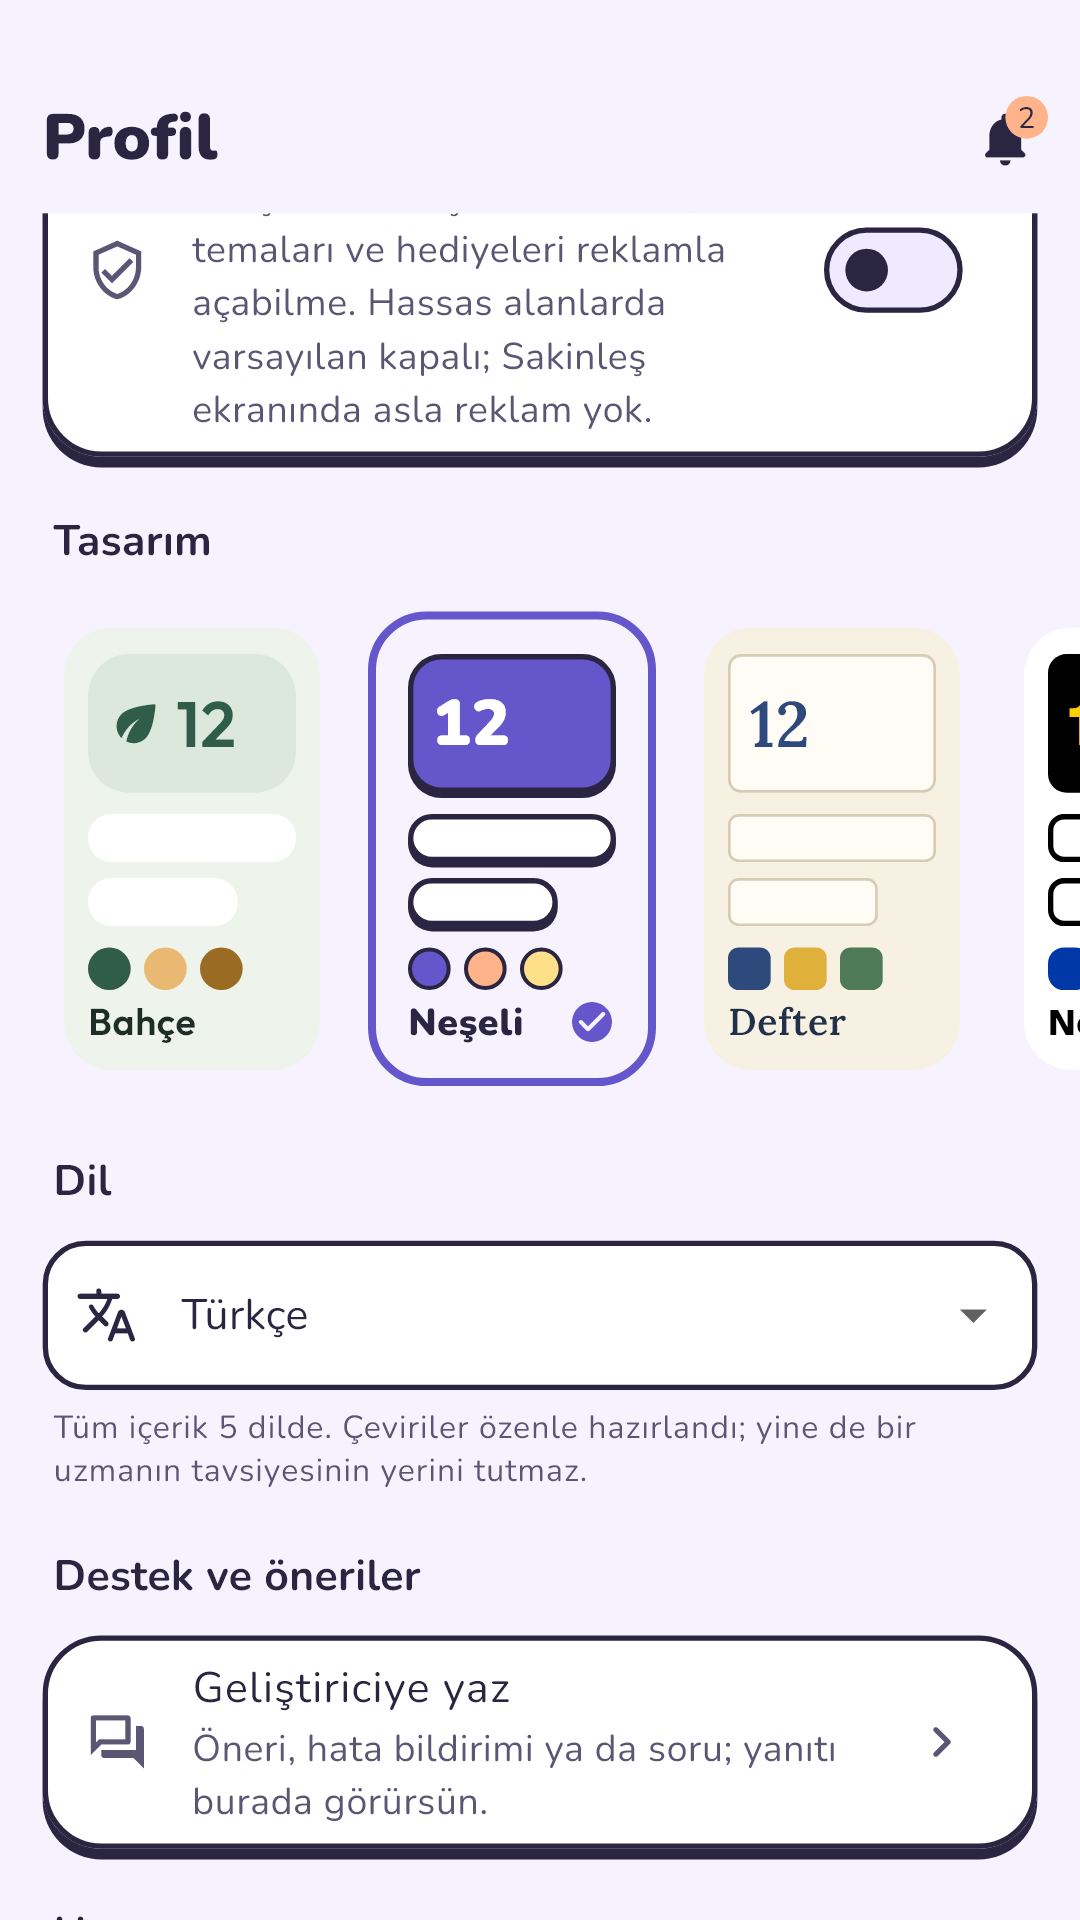 Profil
2
temaları ve hediyeleri reklamla
açabilme. Hassas alanlarda
varsayılan kapalı; Sakinleş
ekranında asla reklam yok.
Tasarım
12
12
12
Bahçe
Neşeli
Defter
Dil
Türkçe
Tüm içerik 5 dilde. Çeviriler özenle hazırlandı; yine de bir
uzmanın tavsiyesinin yerini tutmaz.
Destek ve öneriler
Geliştiriciye yaz
Öneri, hata bildirimi ya da soru; yanıtı
burada görürsün.